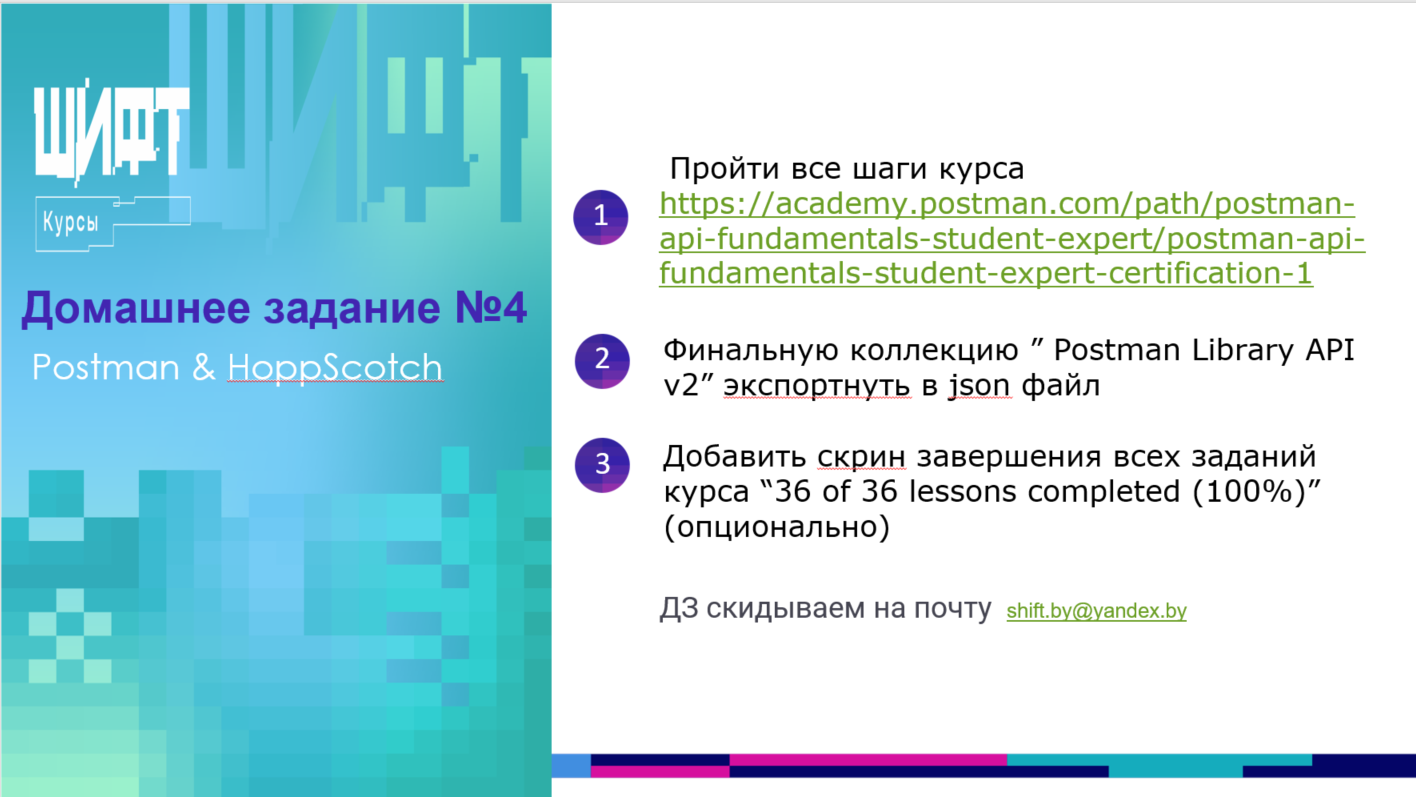 ШИФТ
Курсы
Домашнее задание №4
Postman & HoppScotch
1
Пройти все шаги курса
https://academy.postman.com/path/postman-
api-fundamentals-student-expert/postman-api-
fundamentals-student-expert-certification-1
2
Финальную коллекцию ” Postman Library API
v2” экспортнуть в json файл
3
Добавить скрин завершения всех заданий
курса “36 of 36 lessons completed (100%)”
(опционально)
ДЗ скидываем на почту shift.by@yandex.by